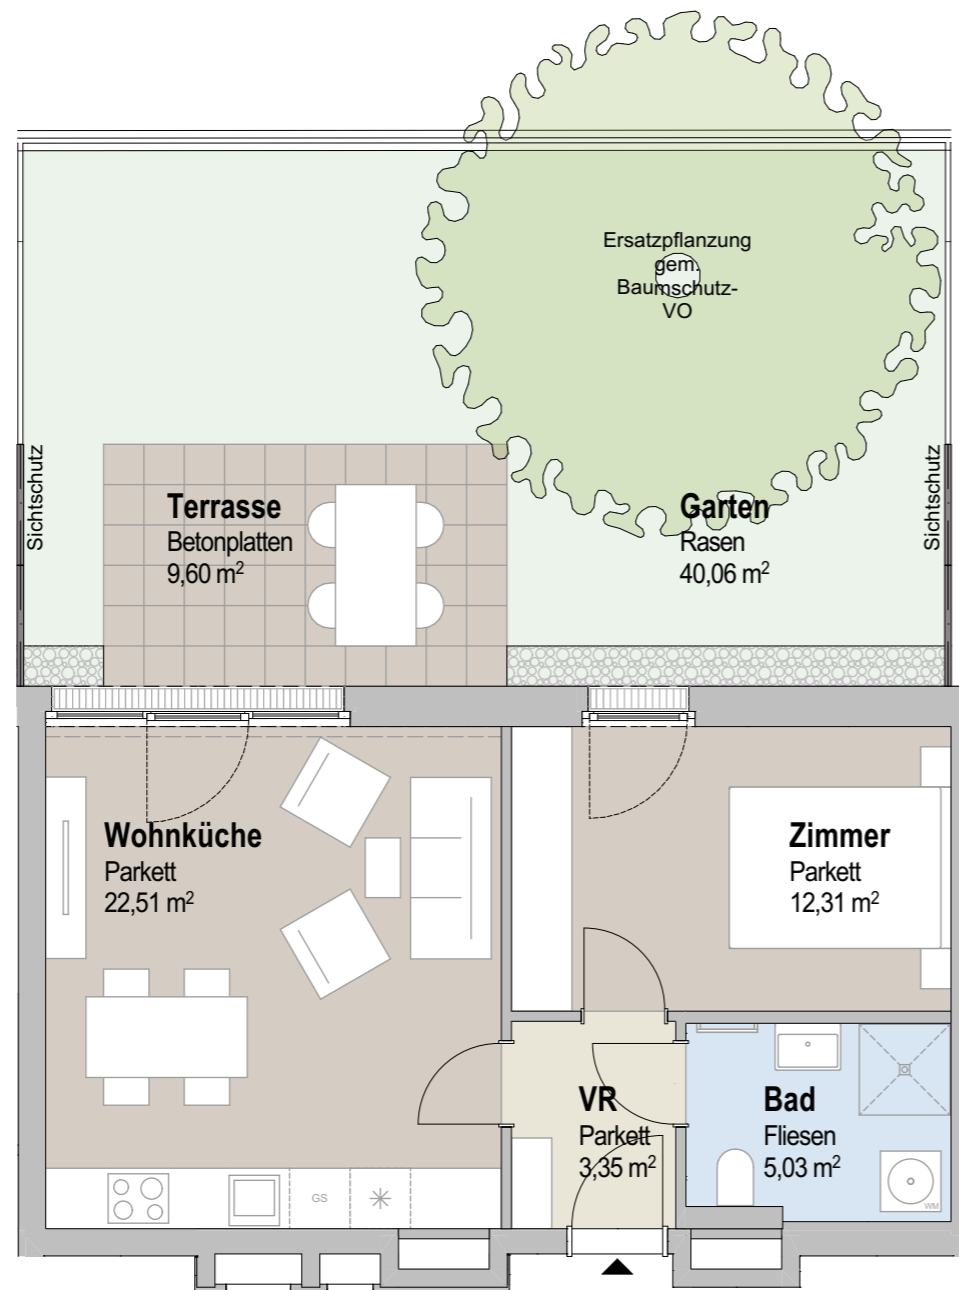 Ersatzpflanzung
gem.
Baumschutz-
VO
Sichtschutz
Sichtschutz
Terrasse
Betonplatten
9,60 m²
Garten
Rasen
40,06 m²
Wohnküche
Parkett
22,51 m²
Zimmer
Parkett
12,31 m²
VR
Parkett
3,35 m²
Bad
Fliesen
5,03 m²
GS
WM